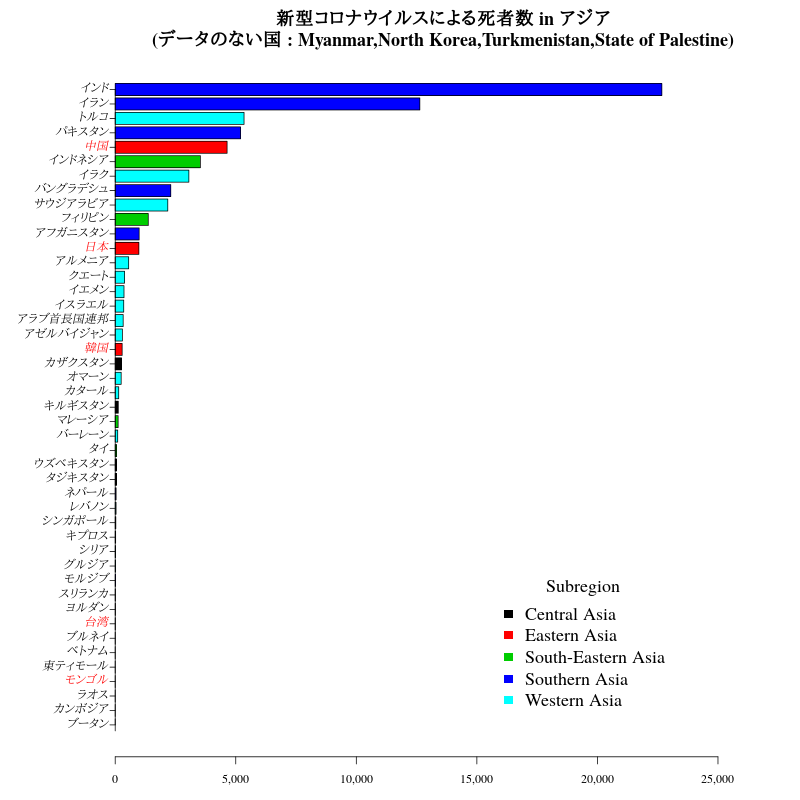 新型コロナウイルスによる死者数 in アジア
(データのない国 : Myanmar,North Korea,Turkmenistan,State of Palestine)
インド
イラン
トルコ
パキスタン
中国
インドネシア
イラク
バングラデシュ
サウジアラビア
フィリピン
アフガニスタン
日本
アルメニア
クエート
イエメン
イスラエル
アラブ首長国連邦
アゼルバイジャン
韓国
カザクスタン
オマーン
カタール
キルギスタン
マレーシア
バーレーン
タイ
ウズベキスタン
タジキスタン
ネパール
レバノン
シンガポール
キプロス
シリア
グルジア
モルジブ
スリランカ
ヨルダン
台湾
ブルネイ
ベトナム
東ティモール
モンゴル
ラオス
カンボジア
ブータン
Subregion
Central Asia
Eastern Asia
South-Eastern Asia
Southern Asia
Western Asia
0 5,000 10,000 15,000 20,000 25,000